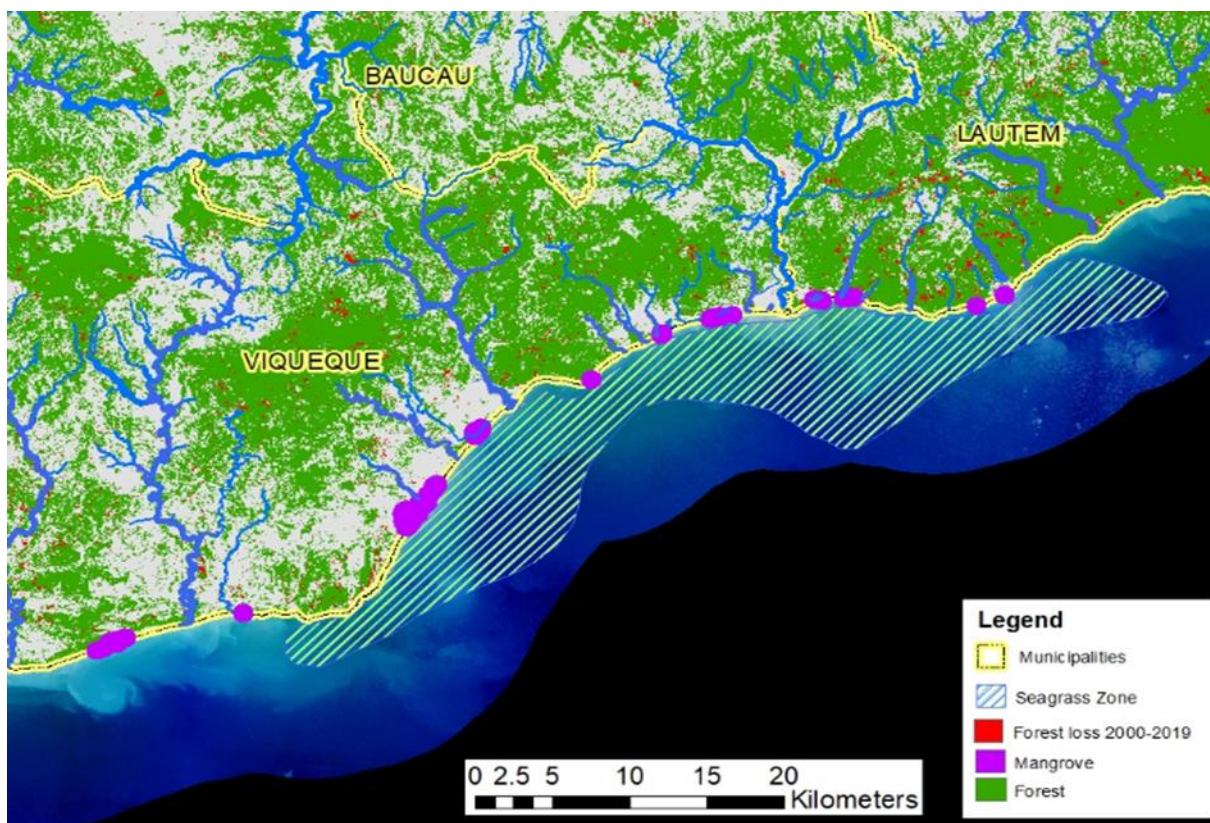 BAUCAU
LAUTEM
VIQUEQUE
Legend
Municipalities
Seagrass Zone
Forest loss 2000-2019
Mangrove
Forest
0 2.5 5 10 15 20
Kilometers